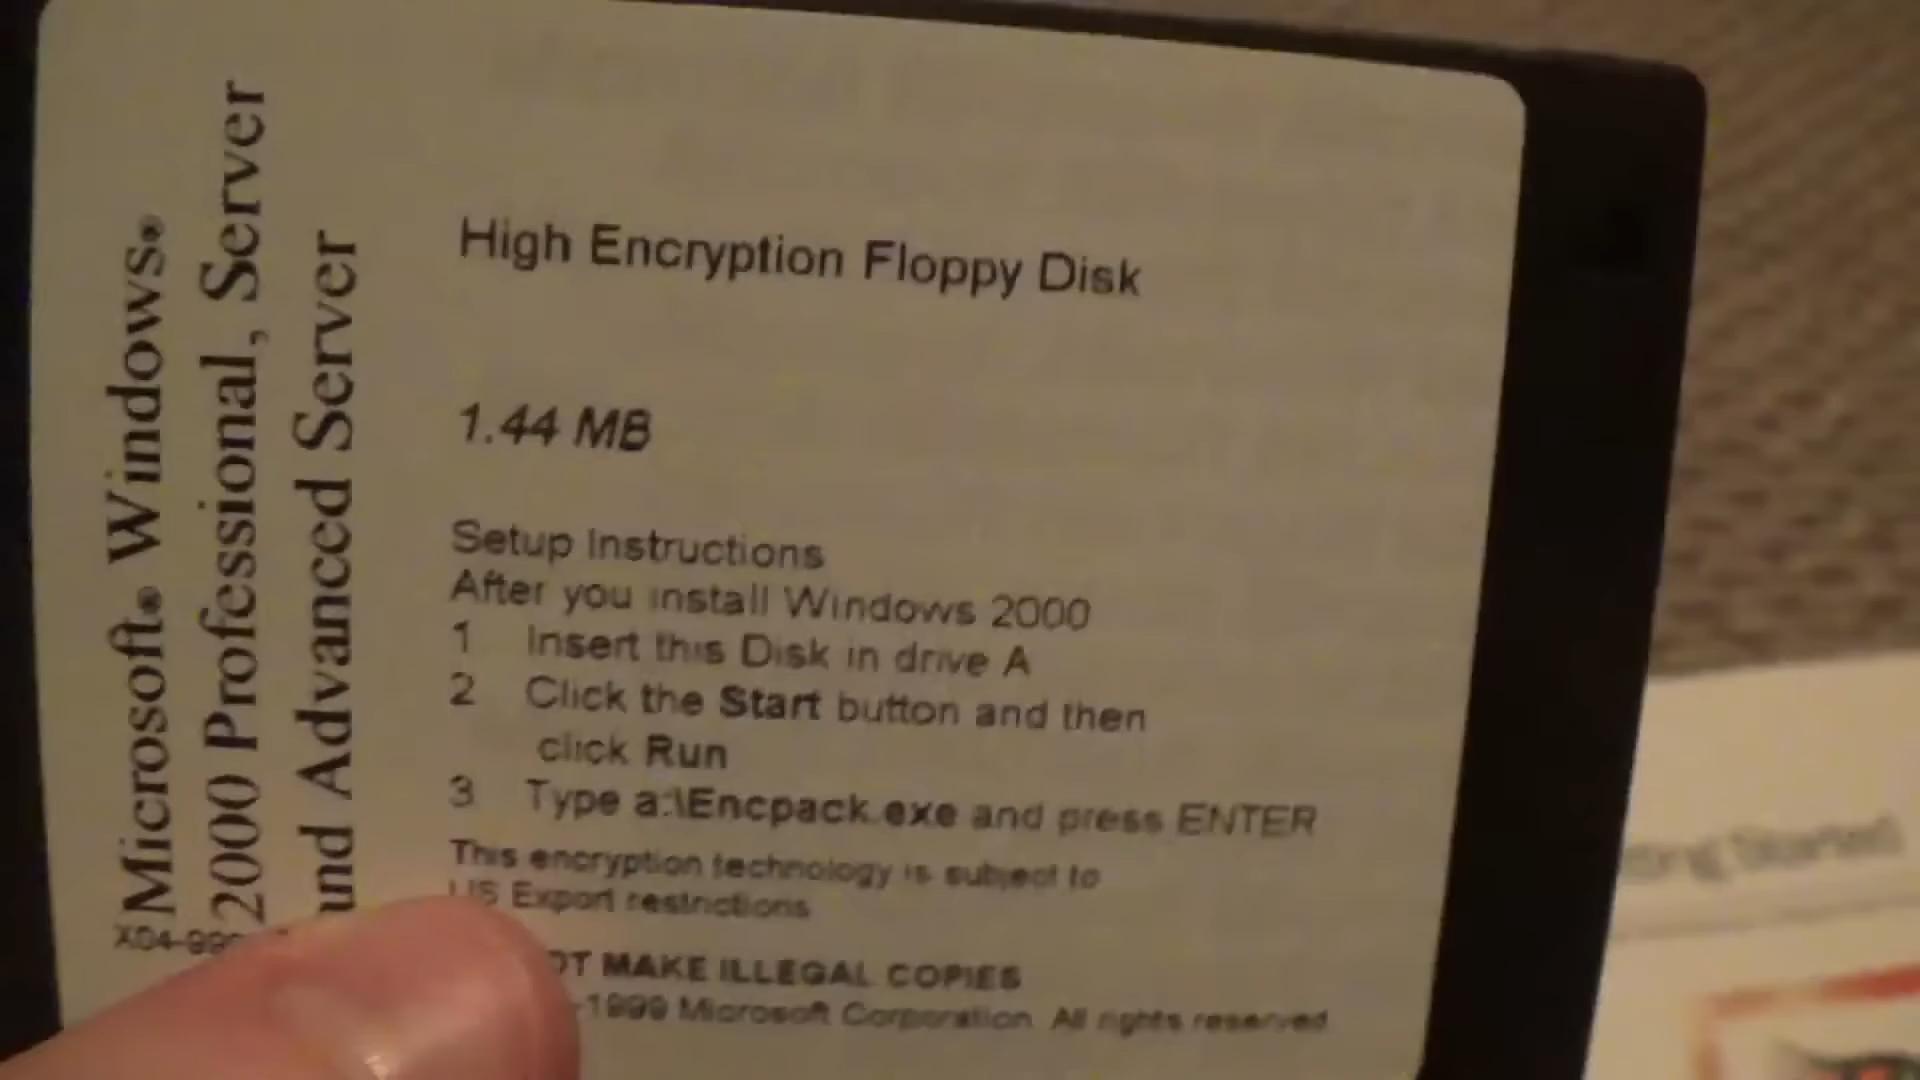 Microsoft® Windows®
2000 Professional, Server
and Advanced Server
High Encryption Floppy Disk
1.44 MB
Setup Instructions
After you install Windows 2000
1 Insert this Disk in drive A
2 Click the Start button and then
click Run
3 Type a:\Encpack.exe and press ENTER
This encryption technology is subject to
US Export restrictions
MAKE ILLEGAL COPIES
-1999 Microsoft Corporation. All rights reserved
X04-
Started